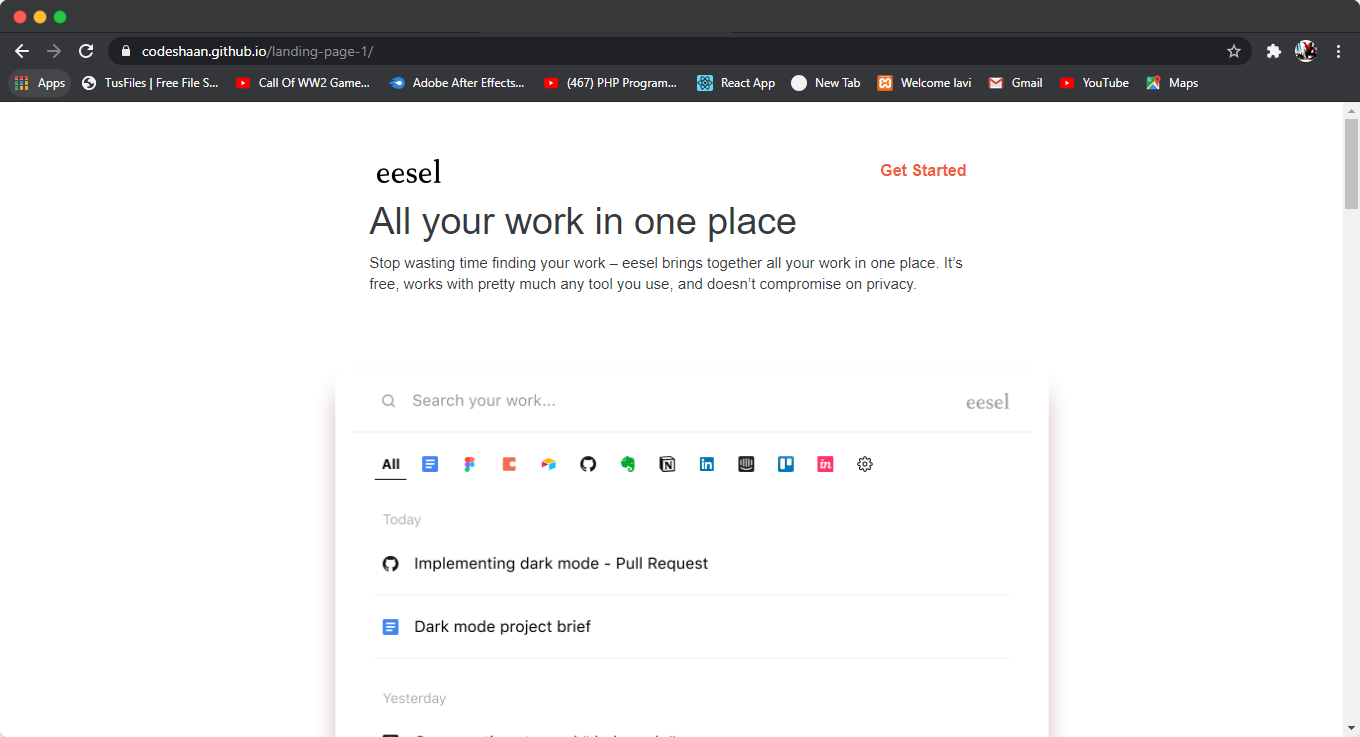 codeshaan.github.io/landing-page-1/
Apps TusFiles | Free File S... Call Of WW2 Game... Adobe After Effects... (467) PHP Program... React App New Tab Welcome lavi Gmail YouTube Maps
eesel Get Started
All your work in one place
Stop wasting time finding your work – eesel brings together all your work in one place. It’s
free, works with pretty much any tool you use, and doesn’t compromise on privacy.
Search your work... eesel
All
Today
Implementing dark mode - Pull Request
Dark mode project brief
Yesterday